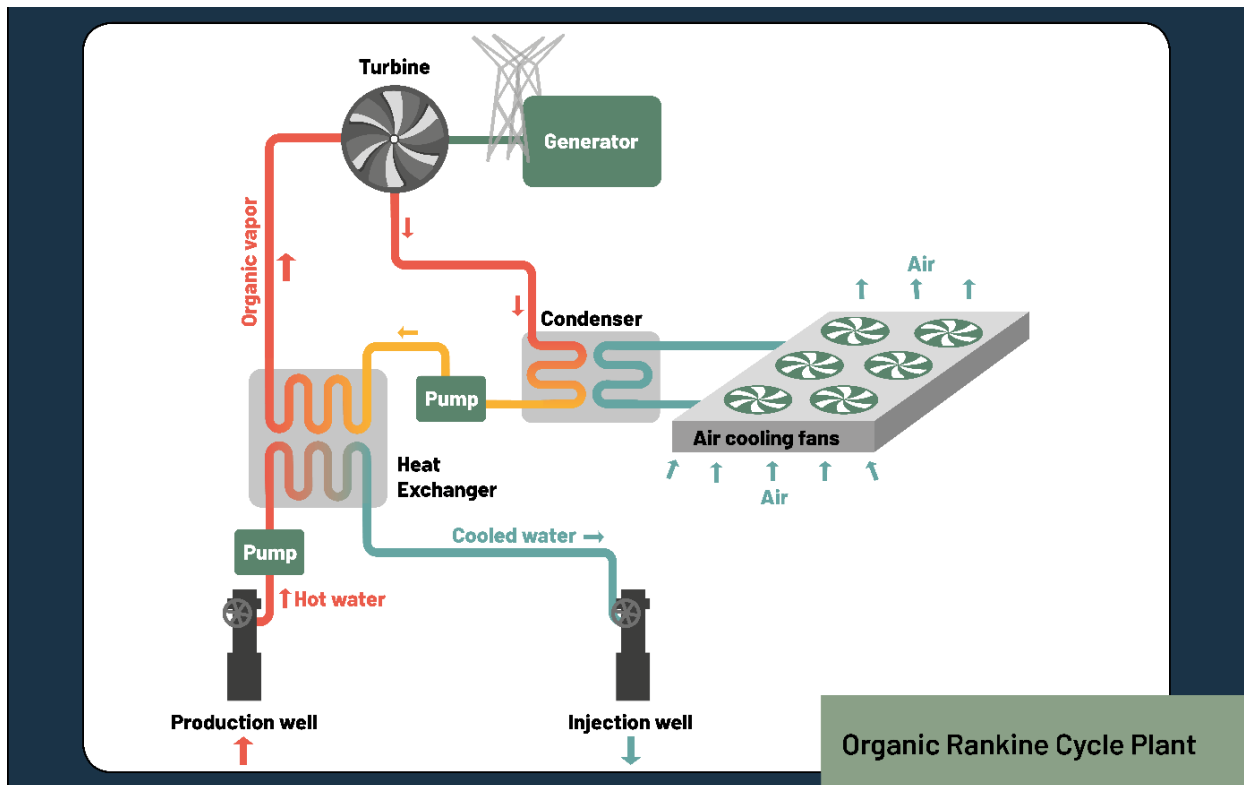 Turbine
Generator
Organic vapor
Air
Condenser
Pump
Air cooling fans
Heat
Exchanger
Air
Cooled water
Pump
Hot water
Production well
Injection well
Organic Rankine Cycle Plant